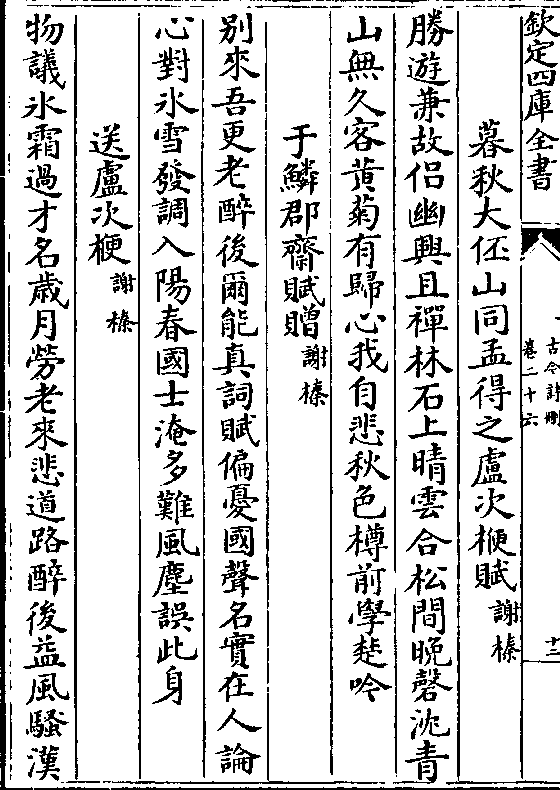 欽定四庫全書
古今詩刪
卷二十六
十三
暮秋大伾山同孟得之盧次楩賦 謝榛
勝遊兼故侣幽興且禪林石上晴雲合松間晚磬沈青
山無久客黄菊有歸心我自悲秋色樽前學楚吟
于鱗郡齋賦贈 謝榛
别來吾更老醉後爾能真詞賦偏憂國聲名實在人論
心對氷雪發調入陽春國士淹多難風塵誤此身
送盧次楩 謝榛
物議氷霜過才名歲月勞老來悲道路醉後益風騷漢